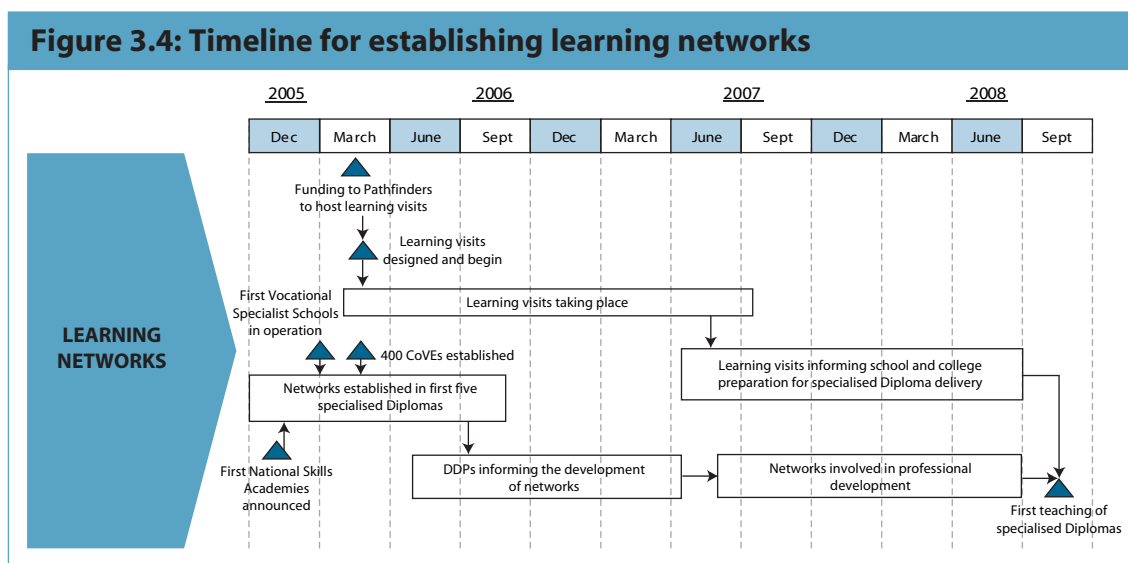 Figure 3.4: Timeline for establishing learning networks
2005 2006 2007 2008
Dec March June Sept Dec March June Sept Dec March June Sept
Funding to Pathfinders
to host learning visits
Learning visits
designed and begin
Learning visits taking place
First Vocational
Specialist Schools
in operation
LEARNING
NETWORKS
400 CoVEs established
Networks established in first five
specialised Diplomas
Learning visits informing school and college
preparation for specialised Diploma delivery
First National Skills
Academies
announced
DDPs informing the development
of networks
Networks involved in professional
development
First teaching of
specialised Diplomas